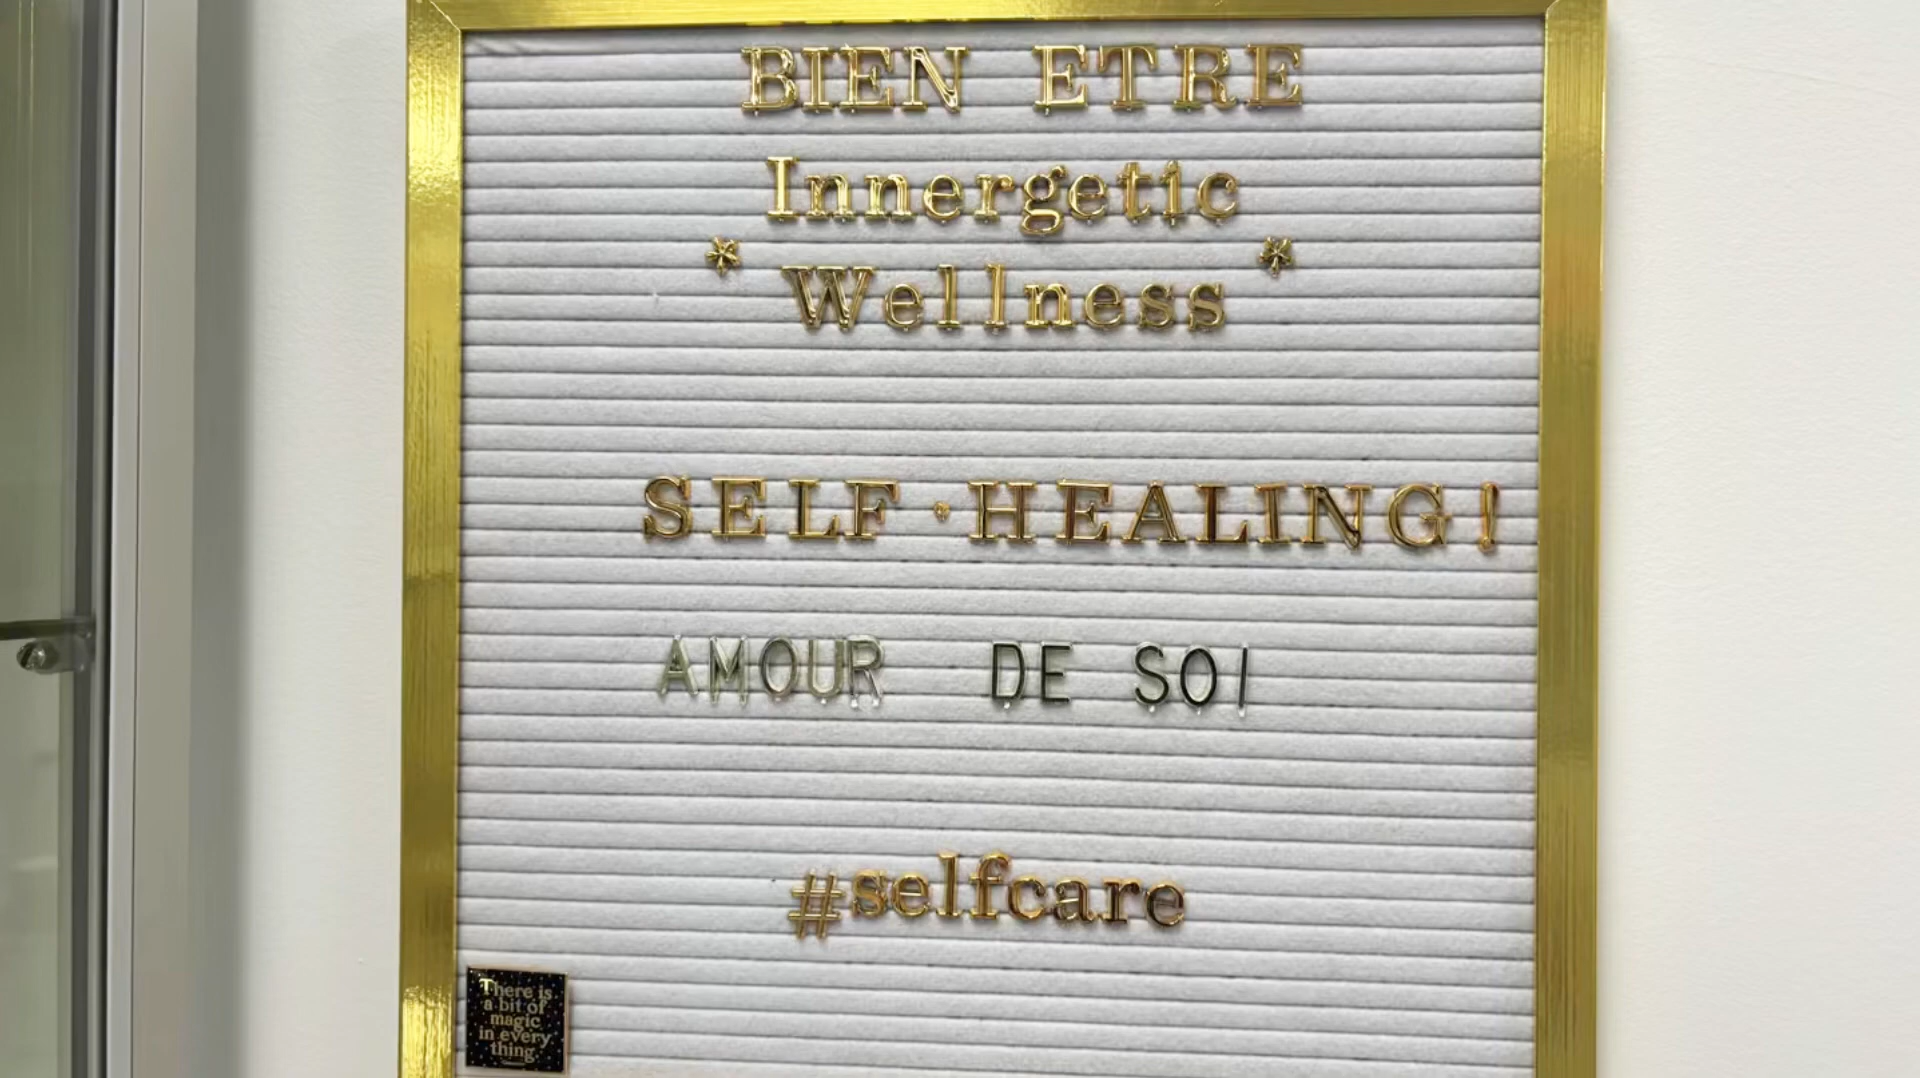 BIEN ETRE
Innergetic
* Wellness *
SELF·HEALING!
AMOUR DE SOI
#selfcare
There is
a bit of
magic
in every
thing.